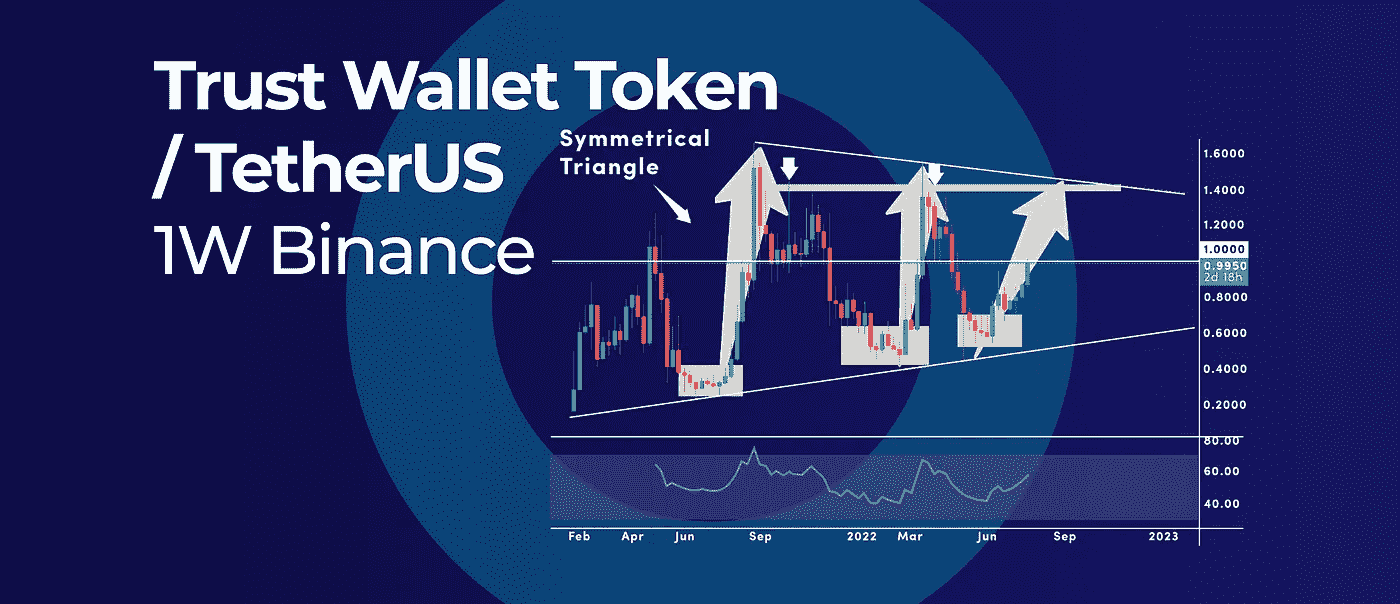 Trust Wallet Token
/ TetherUS
1W Binance
Symmetrical
Triangle
1.6000
1.4000
1.2000
1.0000
0.9950
2d 18h
0.8000
0.6000
0.4000
0.2000
80.00
60.00
40.00
Feb Apr Jun Sep 2022 Mar Jun Sep 2023